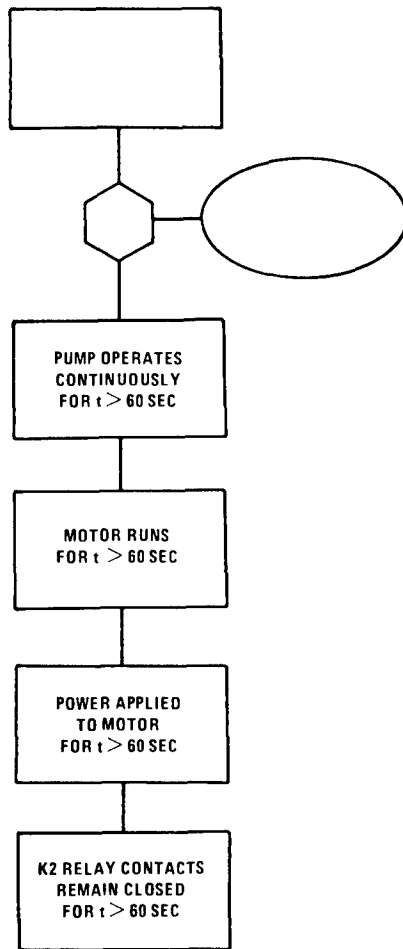 PUMP OPERATES
CONTINUOUSLY
FOR t > 60 SEC
MOTOR RUNS
FOR t > 60 SEC
POWER APPLIED
TO MOTOR
FOR t > 60 SEC
K2 RELAY CONTACTS
REMAIN CLOSED
FOR t > 60 SEC